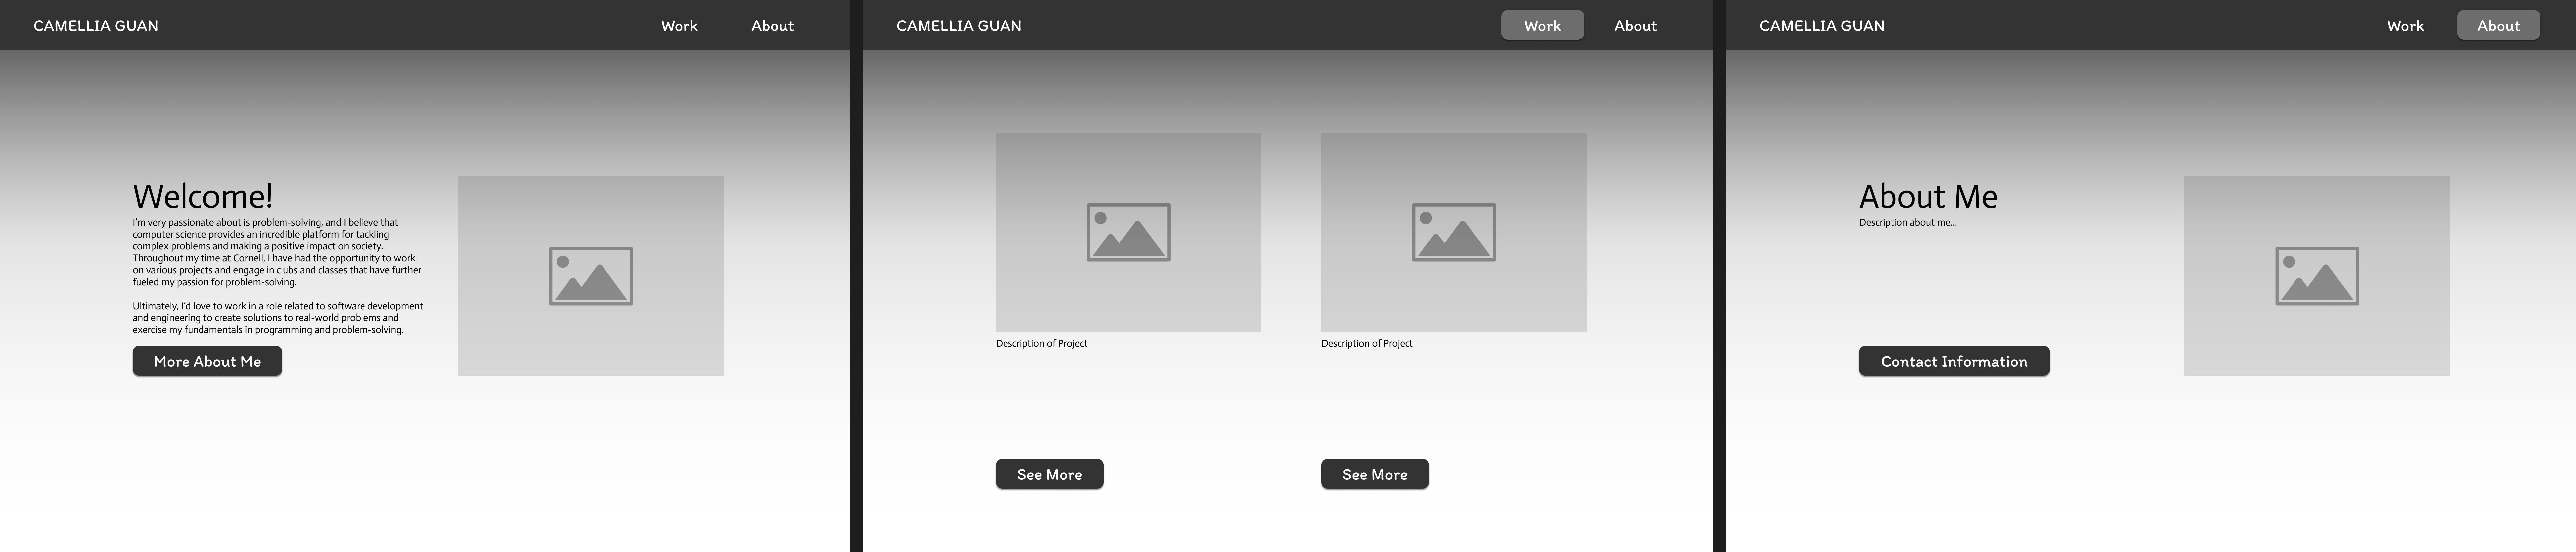 CAMELLIA GUAN
Work
About
Welcome!
I'm very passionate about is problem-solving, and I believe that
computer science provides an incredible platform for tackling
complex problems and making a positive impact on society.
Throughout my time at Cornell, I have had the opportunity to work
on various projects and engage in clubs and classes that have further
fueled my passion for problem-solving.
Ultimately, I'd love to work in a role related to software development
and engineering to create solutions to real-world problems and
exercise my fundamentals in programming and problem-solving.
More About Me
CAMELLIA GUAN
Work
About
Description of Project
Description of Project
See More
See More
CAMELLIA GUAN
Work
About
About Me
Description about me...
Contact Information